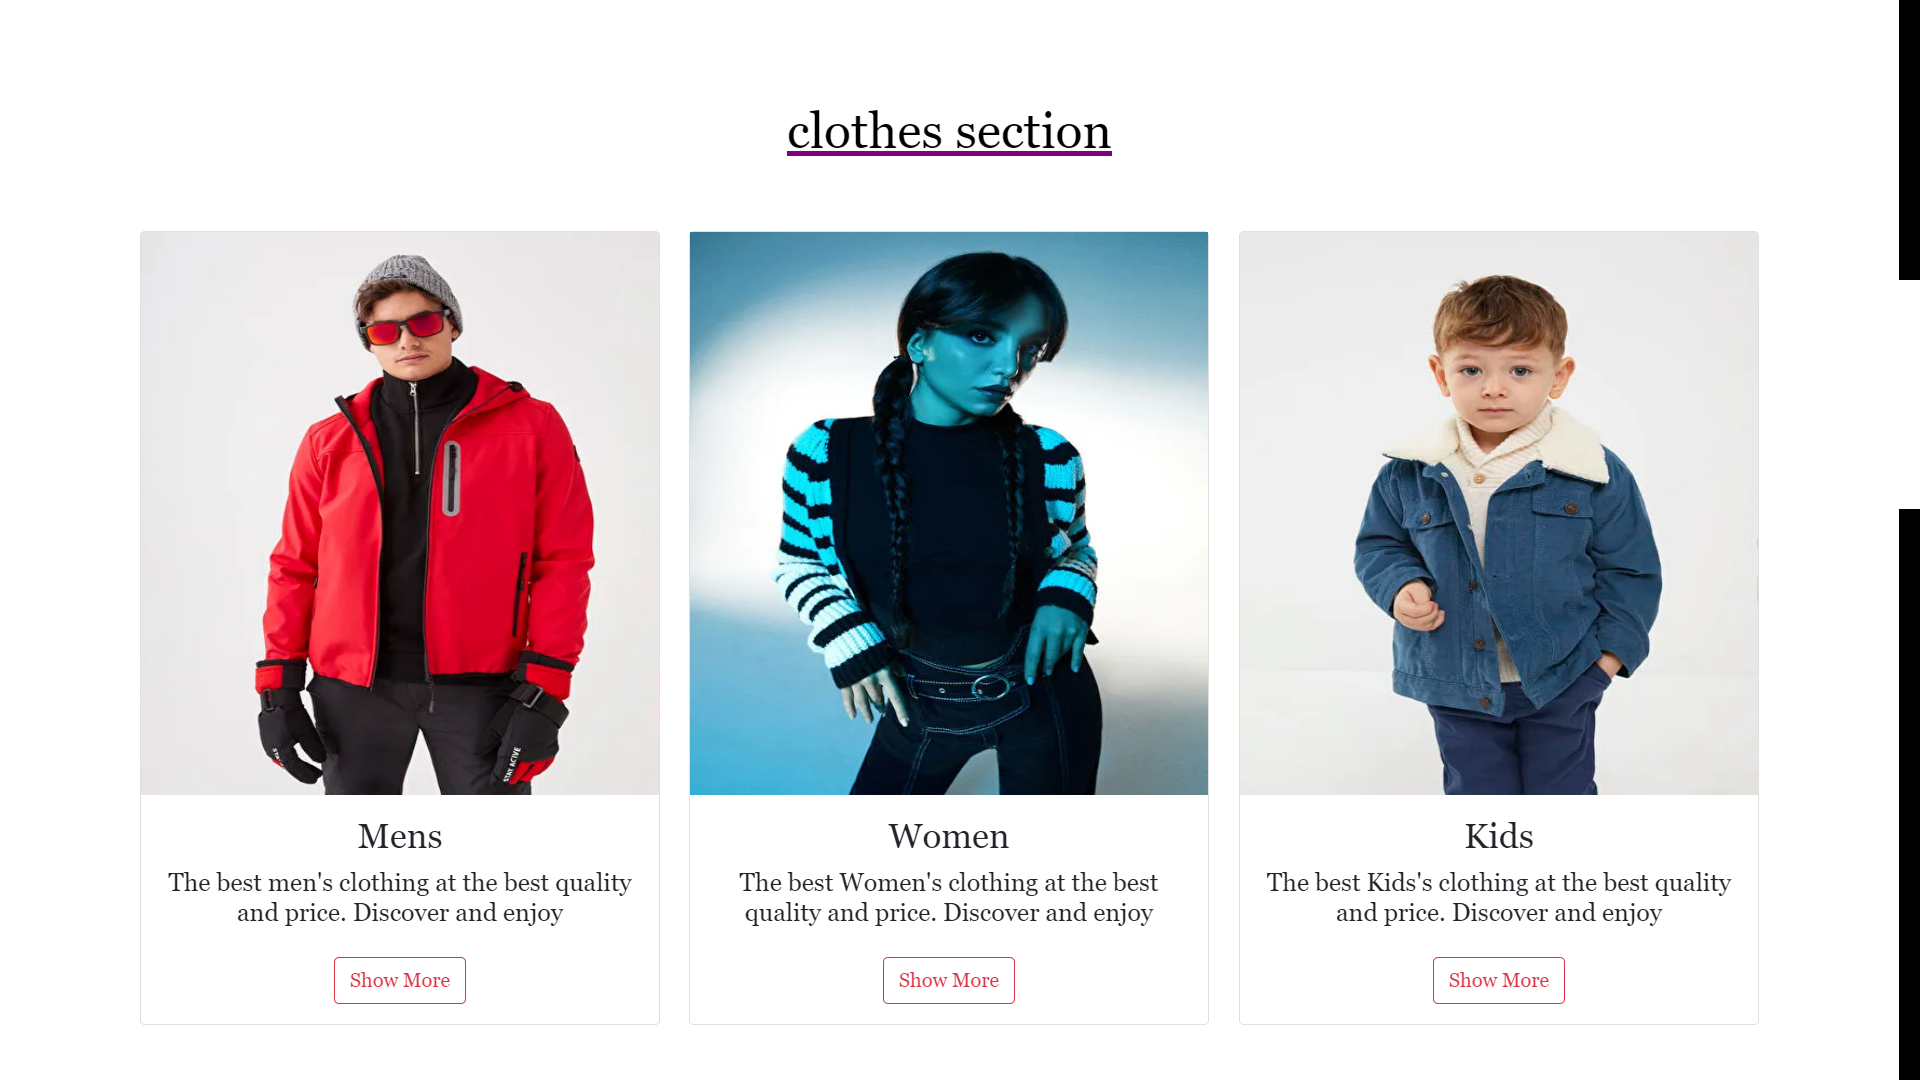 clothes section
STAY ACTIVE
Mens
The best men's clothing at the best quality
and price. Discover and enjoy
Show More
Women
The best Women's clothing at the best
quality and price. Discover and enjoy
Show More
Kids
The best Kids's clothing at the best quality
and price. Discover and enjoy
Show More